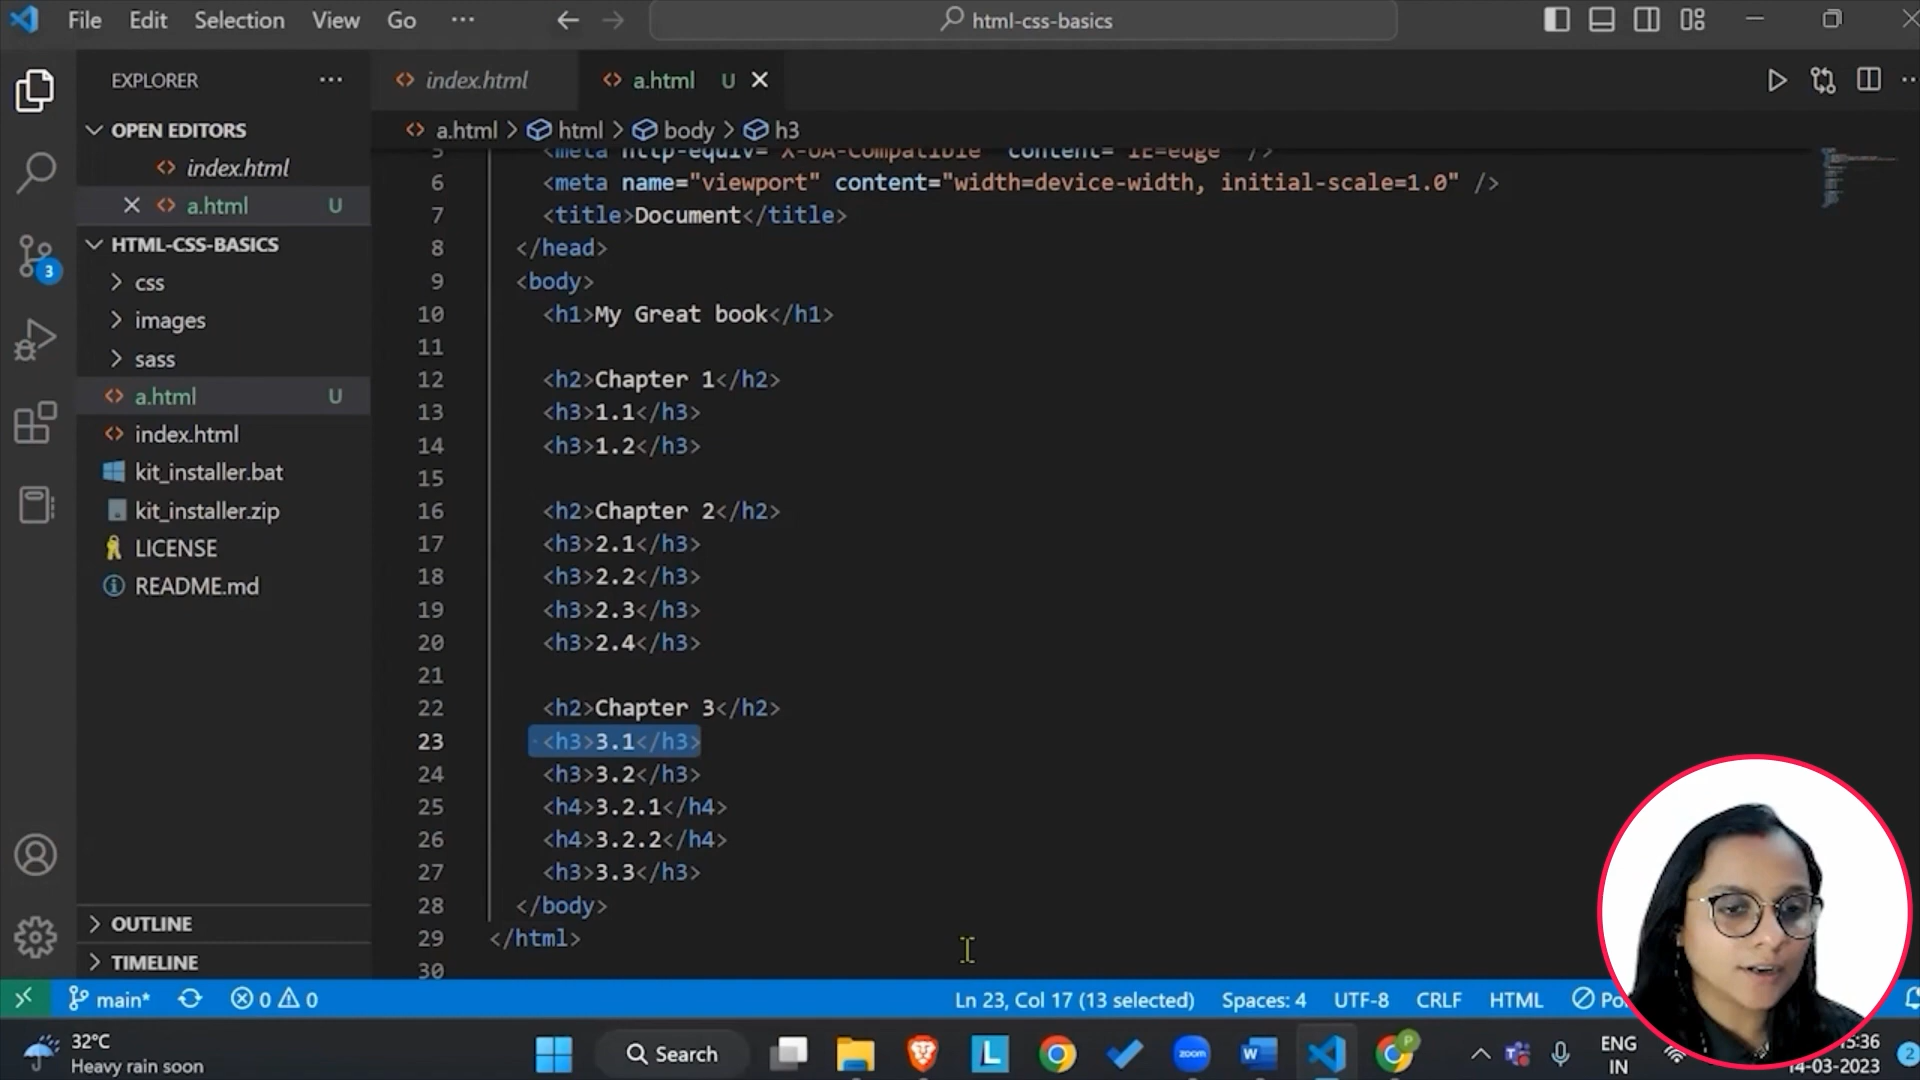 File Edit Selection View Go ···
html-css-basics
EXPLORER ···
index.html
a.html U
OPEN EDITORS
index.html
a.html U
HTML-CSS-BASICS
css
images
sass
a.html U
index.html
kit_installer.bat
kit_installer.zip
LICENSE
README.md
OUTLINE
TIMELINE
a.html > html > body > h3
5 <meta http-equiv="X-UA-Compatible" content="IE=edge" />
6 <meta name="viewport" content="width=device-width, initial-scale=1.0" />
7 <title>Document</title>
8 </head>
9 <body>
10 <h1>My Great book</h1>
11
12 <h2>Chapter 1</h2>
13 <h3>1.1</h3>
14 <h3>1.2</h3>
15
16 <h2>Chapter 2</h2>
17 <h3>2.1</h3>
18 <h3>2.2</h3>
19 <h3>2.3</h3>
20 <h3>2.4</h3>
21
22 <h2>Chapter 3</h2>
23 <h3>3.1</h3>
24 <h3>3.2</h3>
25 <h4>3.2.1</h4>
26 <h4>3.2.2</h4>
27 <h3>3.3</h3>
28 </body>
29 </html>
30
3
main* 0 0 Ln 23, Col 17 (13 selected) Spaces: 4 UTF-8 CRLF HTML
32°C
Heavy rain soon
Search
L
zoom
W
P
ENG
IN
15:36
14-03-2023
2